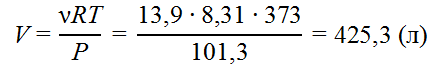 V = νRT / P = 13,9 · 8,31 · 373 / 101,3 = 425,3 (л)